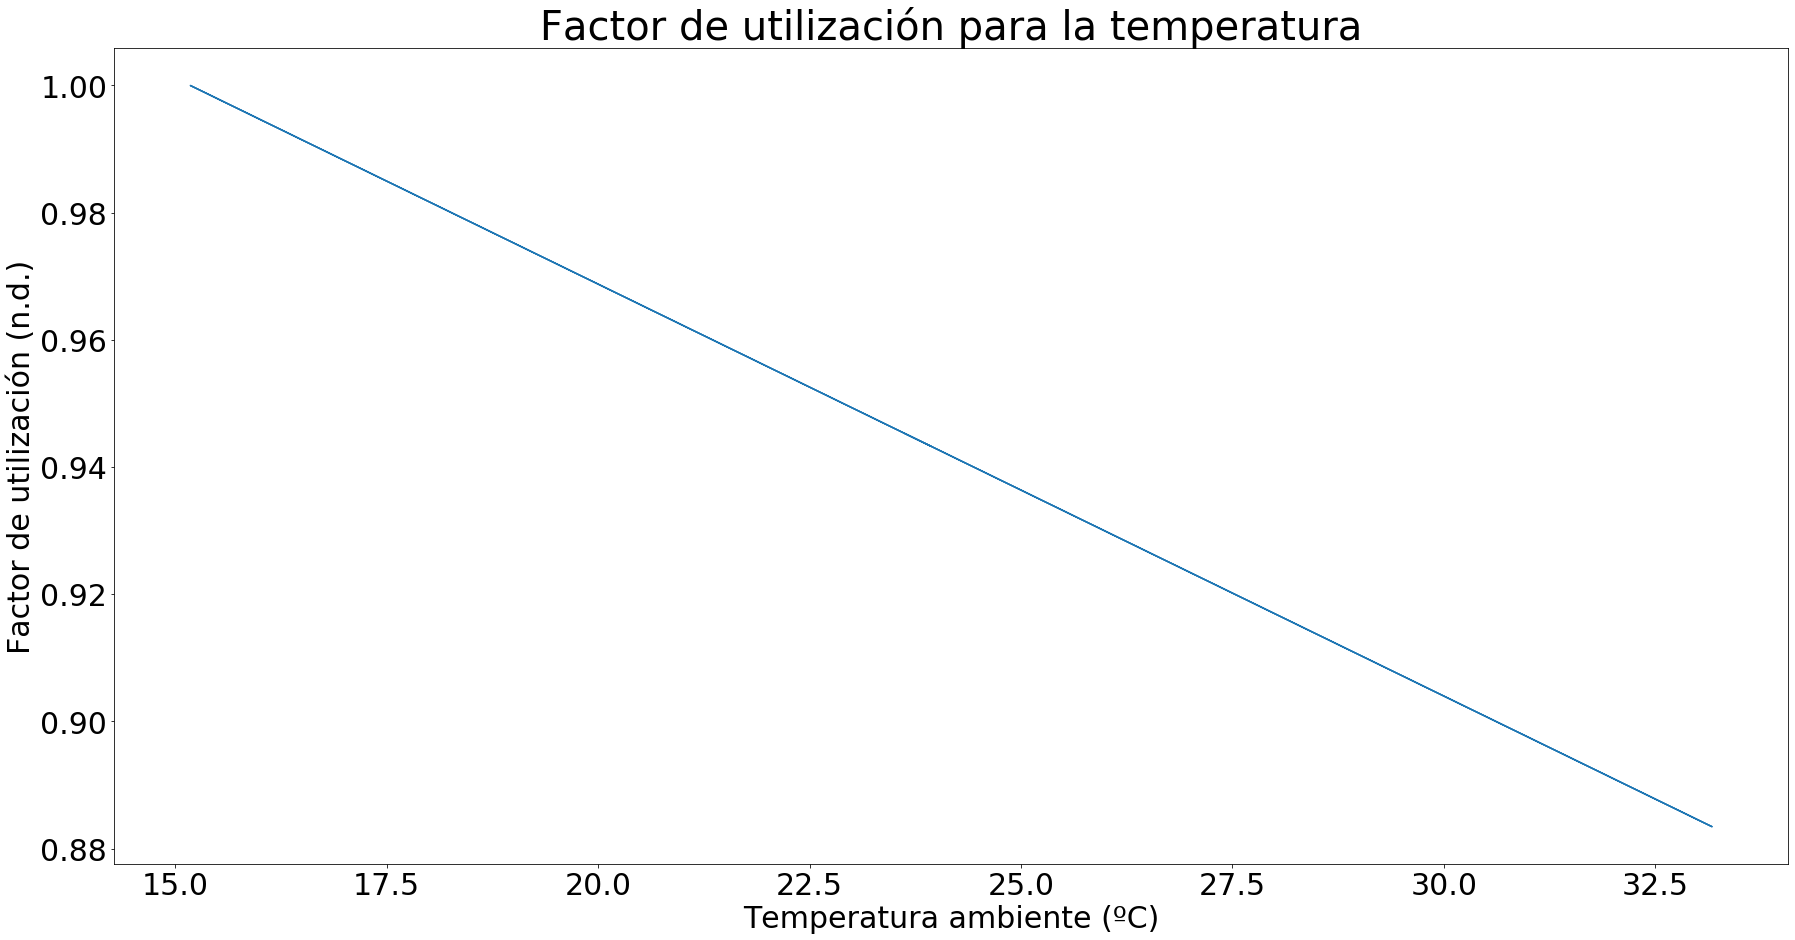 Factor de utilización para la temperatura
Factor de utilización (n.d.)
1.00
0.98
0.96
0.94
0.92
0.90
0.88
15.0 17.5 20.0 22.5 25.0 27.5 30.0 32.5
Temperatura ambiente (ºC)